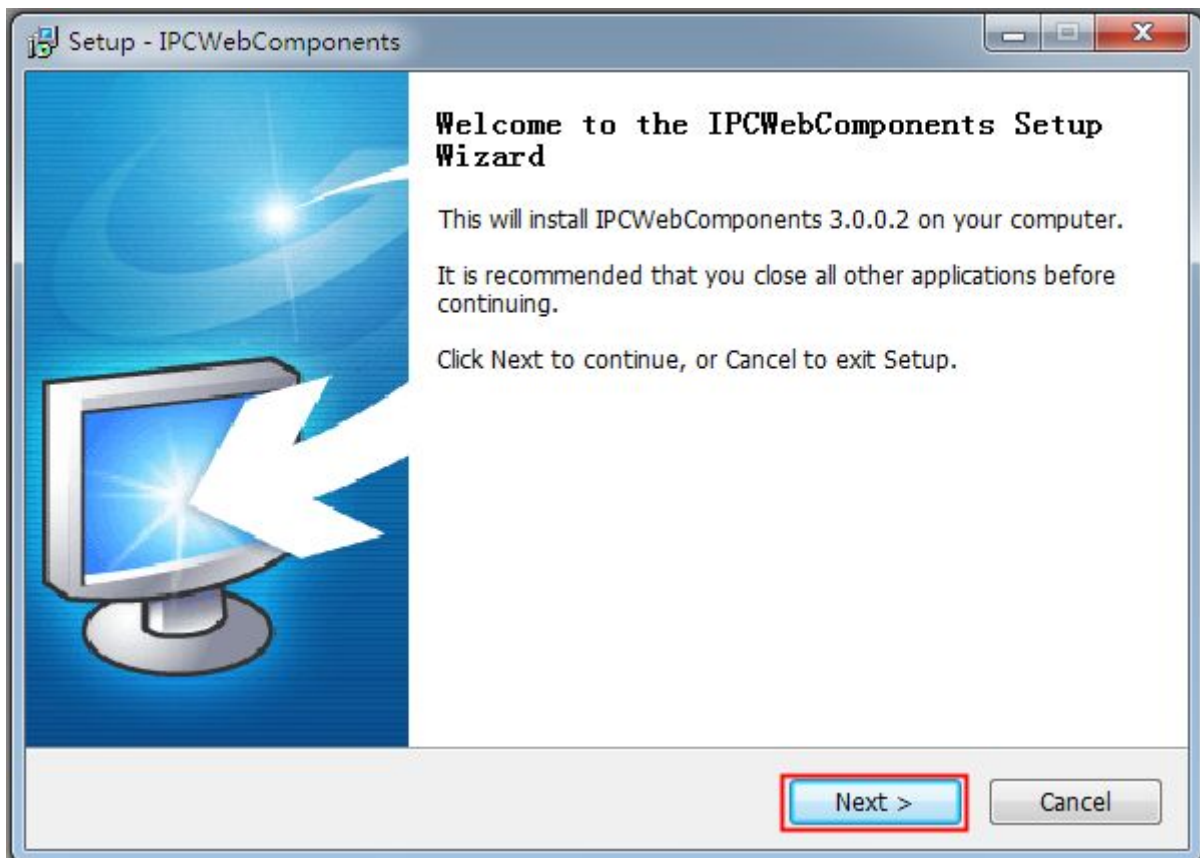 Setup - IPCWebComponents
Welcome to the IPCWebComponents Setup
Wizard
This will install IPCWebComponents 3.0.0.2 on your computer.
It is recommended that you close all other applications before
continuing.
Click Next to continue, or Cancel to exit Setup.
Next >
Cancel